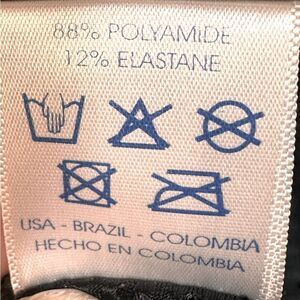 88% POLYAMIDE
12% ELASTANE
USA - BRAZIL - COLOMBIA
HECHO EN COLOMBIA